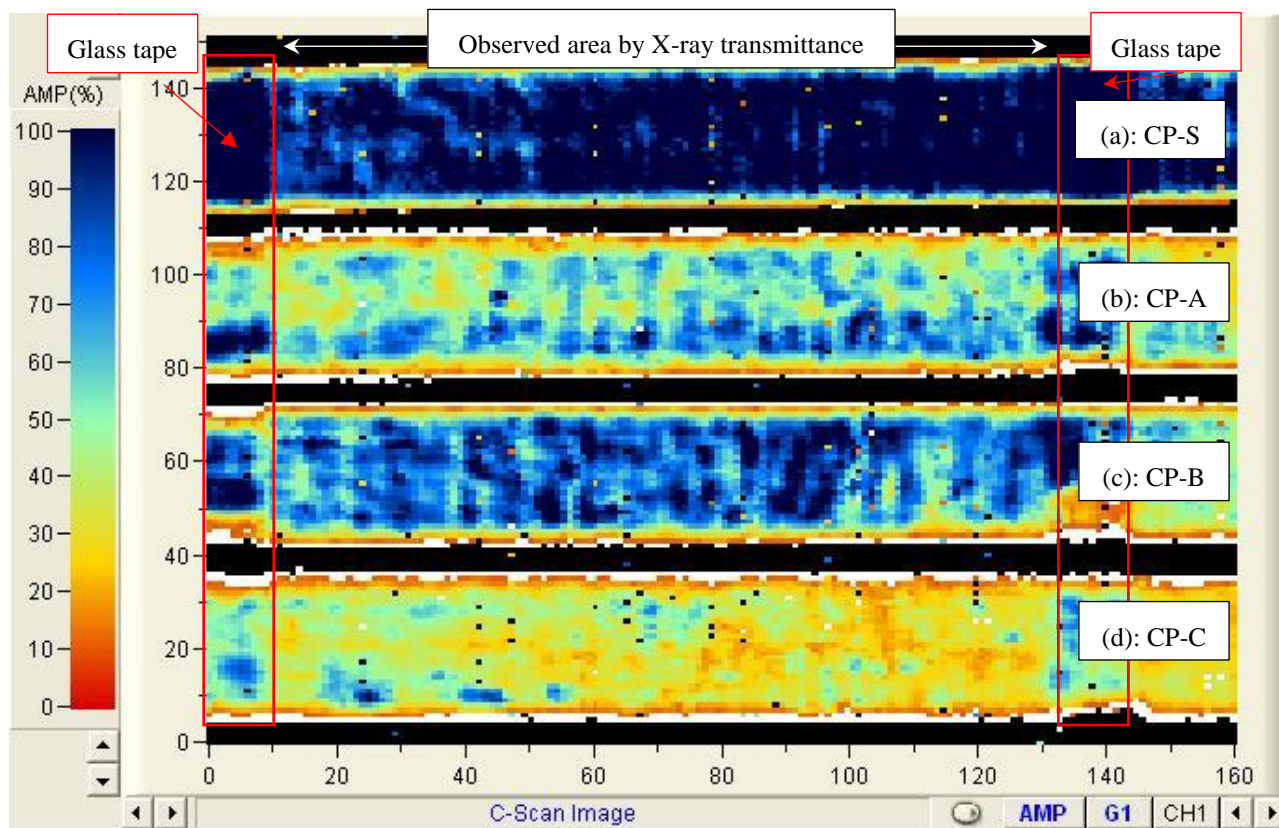 Glass tape
Observed area by X-ray transmittance
Glass tape
AMP(%)
100
90
80
70
60
50
40
30
20
10
0
140
120
100
80
60
40
20
0
(a): CP-S
(b): CP-A
(c): CP-B
(d): CP-C
0 20 40 60 80 100 120 140 160
C-Scan Image
AMP G1 CH1